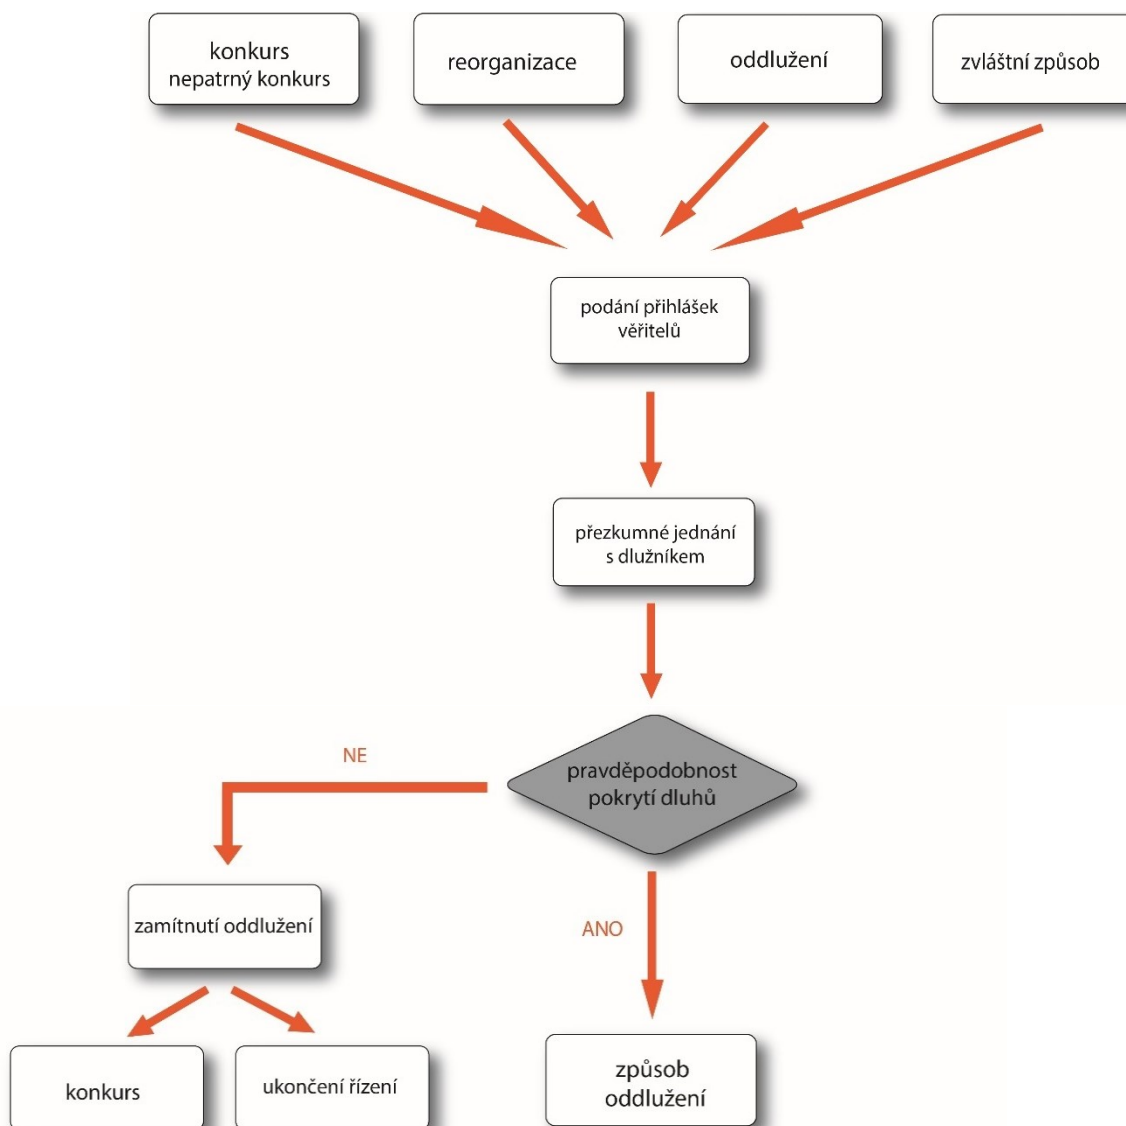 konkurs
nepatrný konkurs
reorganizace
oddlužení
zvláštní způsob
podání přihlášek
věřitelů
přezkumné jednání
s dlužníkem
NE
pravděpodobnost
pokrytí dluhů
zamítnutí oddlužení
ANO
konkurs
ukončení řízení
způsob
oddlužení